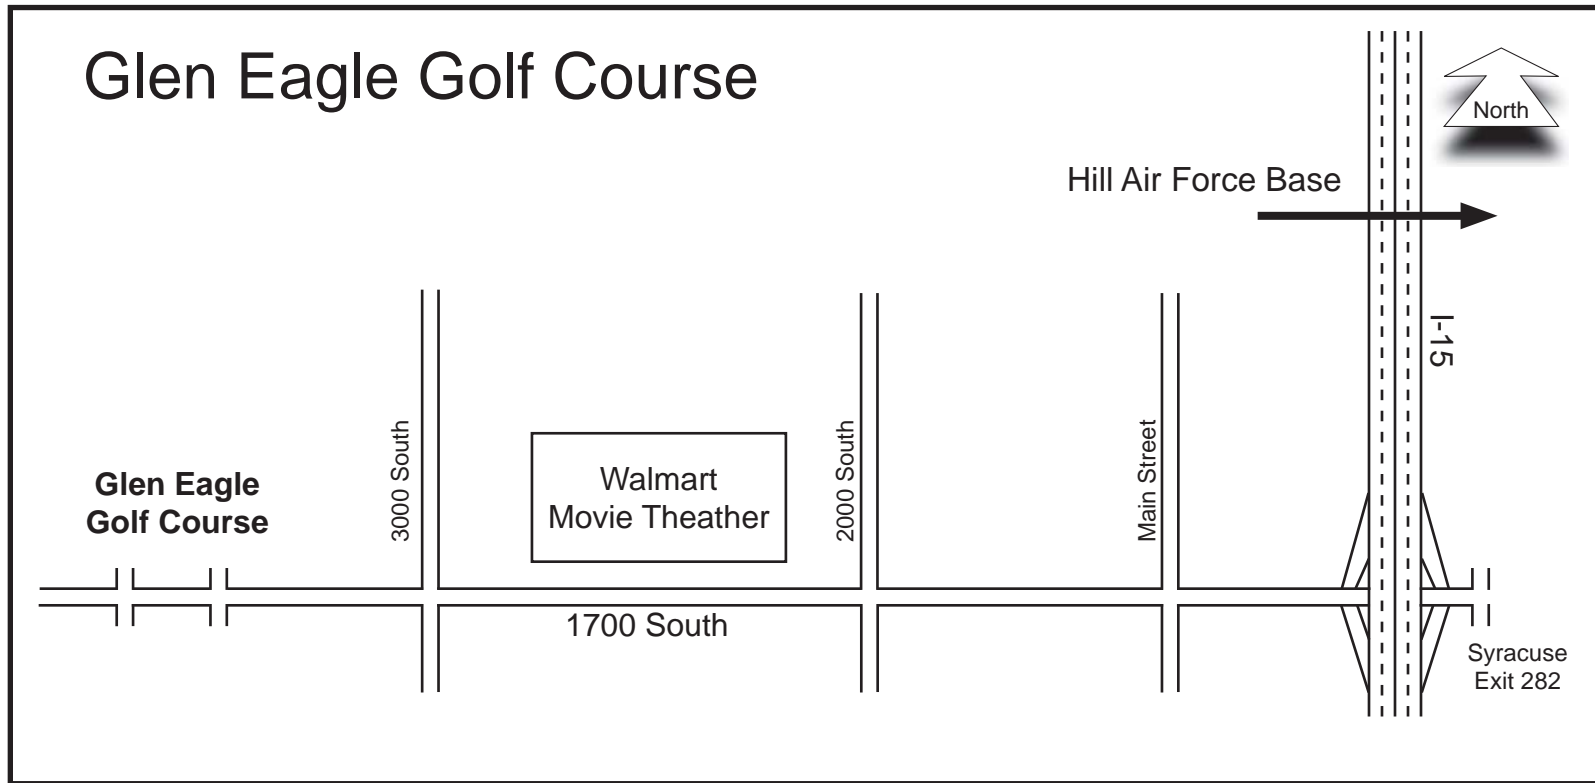 Glen Eagle Golf Course
North
Hill Air Force Base
I-15
3000 South
2000 South
Main Street
Walmart
Movie Theather
Glen Eagle
Golf Course
1700 South
Syracuse
Exit 282